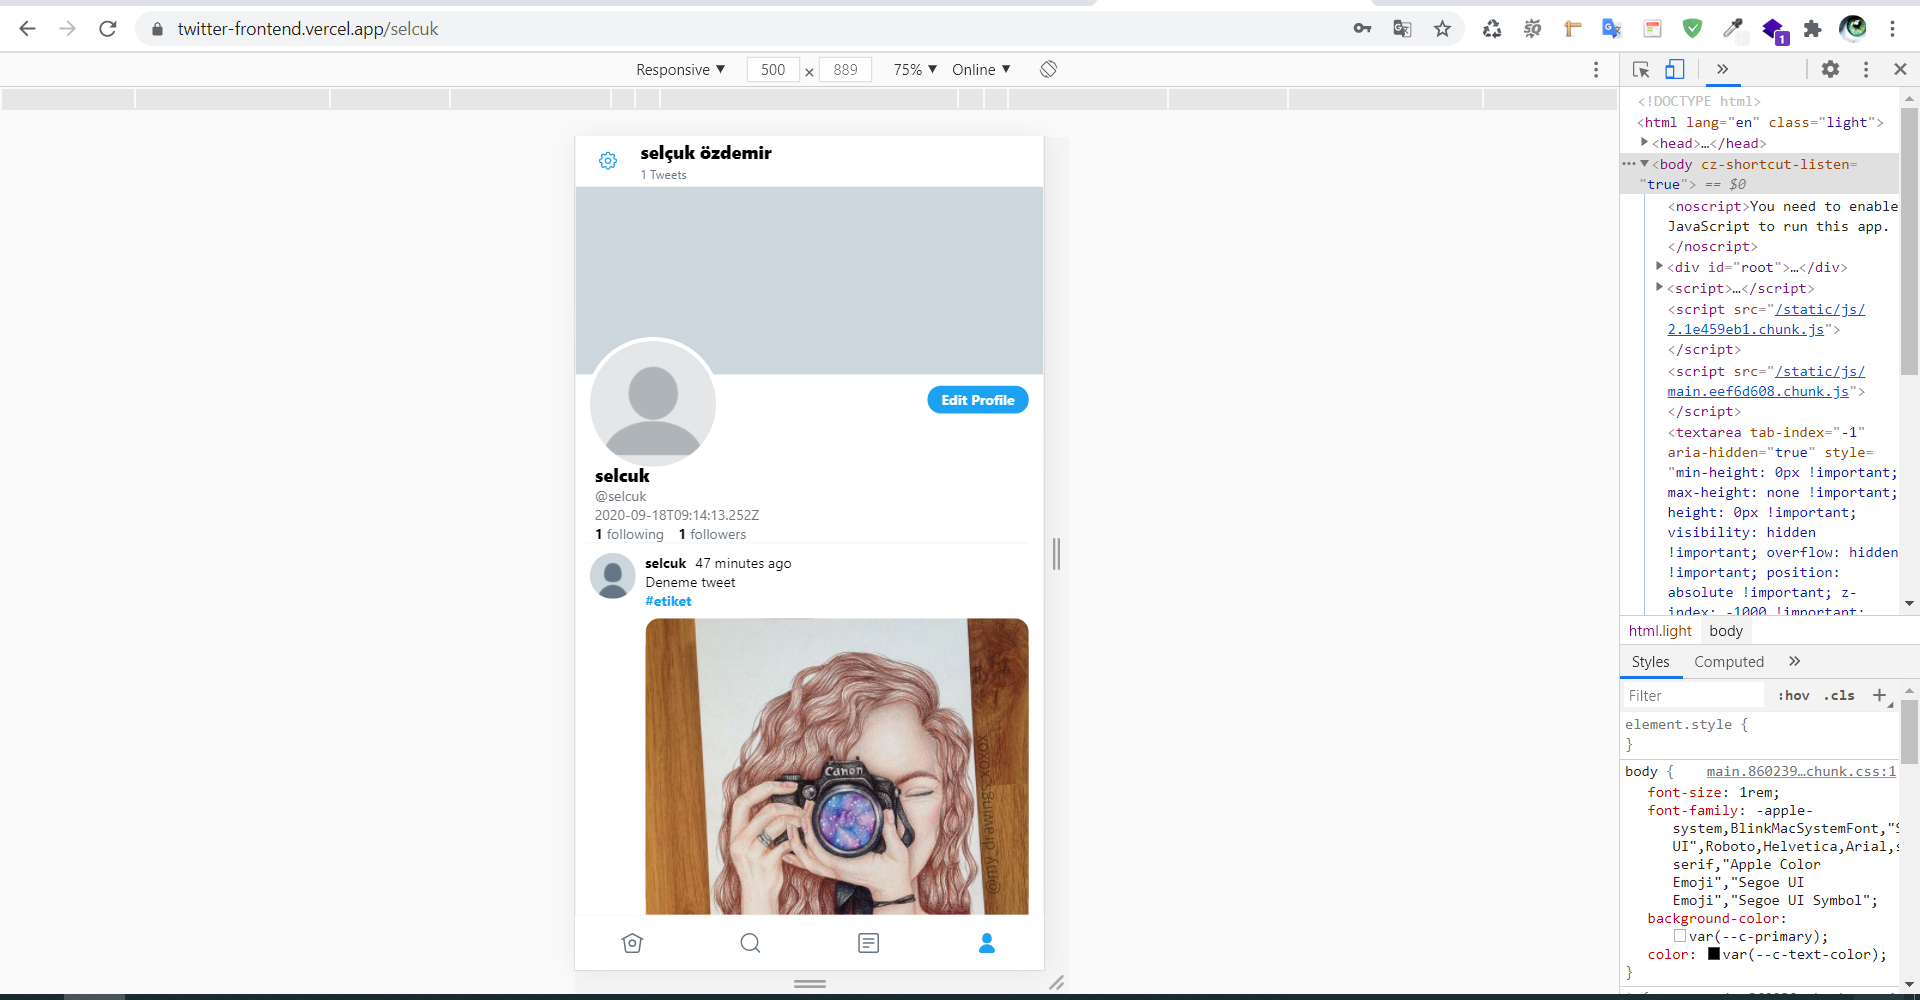 twitter-frontend.vercel.app/selcuk
1
Responsive ▼ 500 × 889 75% ▼ Online ▼
selçuk özdemir
1 Tweets
Edit Profile
selcuk
@selcuk
2020-09-18T09:14:13.252Z
1 following 1 followers
selcuk 47 minutes ago
Deneme tweet
#etiket
Canon
@my_drawings_xoxox
<!DOCTYPE html>
<html lang="en" class="light">
<head>…</head>
<body cz-shortcut-listen=
"true"> == $0
<noscript>You need to enable
JavaScript to run this app.
</noscript>
<div id="root">…</div>
<script>…</script>
<script src="/static/js/
2.1e459eb1.chunk.js">
</script>
<script src="/static/js/
main.eef6d608.chunk.js">
</script>
<textarea tab-index="-1"
aria-hidden="true" style=
"min-height: 0px !important;
max-height: none !important;
height: 0px !important;
visibility: hidden
!important; overflow: hidden
!important; position:
absolute !important; z-
index: -1000 !important;
html.light body
Styles Computed »
Filter :hov .cls +
element.style {
}
body { main.860239…chunk.css:1
font-size: 1rem;
font-family: -apple-
system,BlinkMacSystemFont,"S
UI",Roboto,Helvetica,Arial,s
serif,"Apple Color
Emoji","Segoe UI
Emoji","Segoe UI Symbol";
background-color:
var(--c-primary);
color: var(--c-text-color);
}